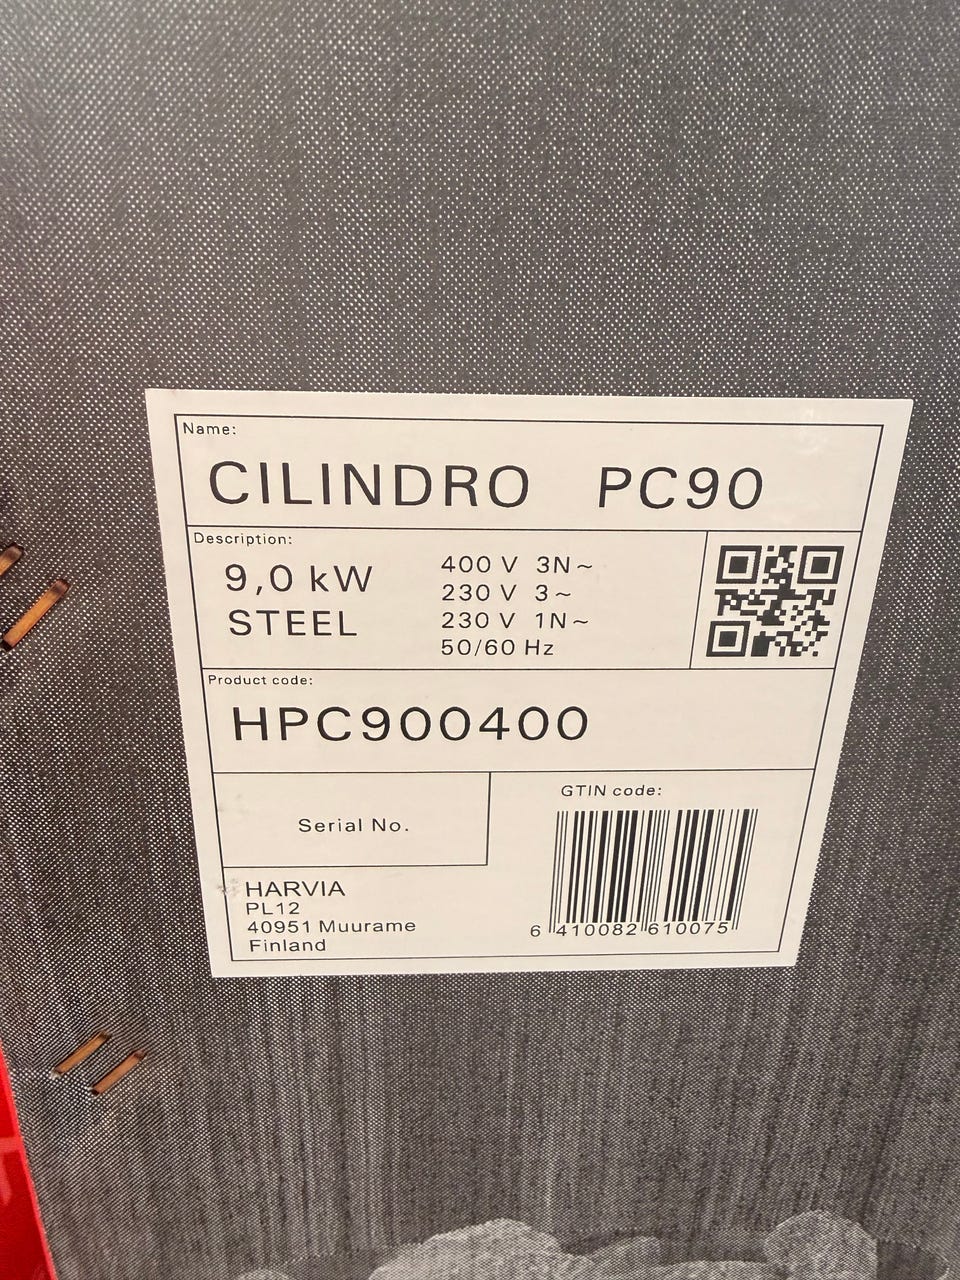 Name:
CILINDRO PC90
Description:
9,0 kW
STEEL
400 V 3N~
230 V 3~
230 V 1N~
50/60 Hz
Product code:
HPC900400
Serial No.
GTIN code:
6 410082 610075
HARVIA
PL12
40951 Muurame
Finland